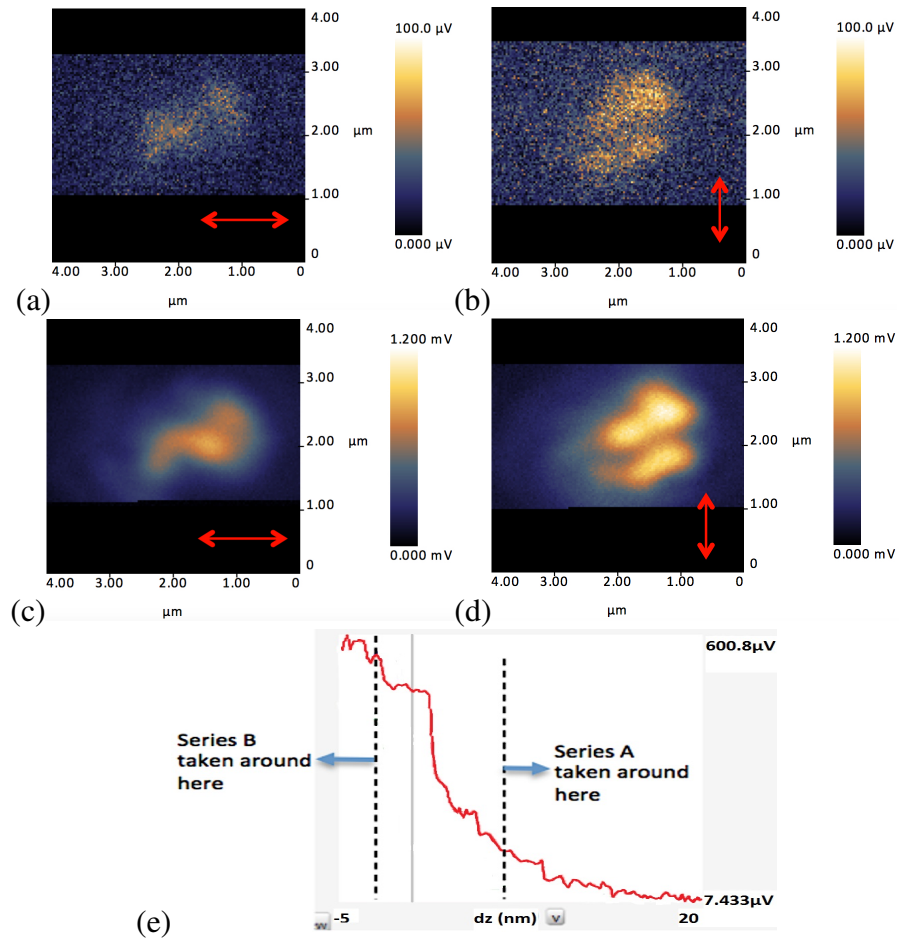 4.00
3.00
2.00
μm
1.00
0
4.00 3.00 2.00 1.00 0
μm
100.0 μV
0.000 μV
(a)
4.00
3.00
2.00
μm
1.00
0
4.00 3.00 2.00 1.00 0
μm
100.0 μV
0.000 μV
(b)
4.00
3.00
2.00
μm
1.00
0
4.00 3.00 2.00 1.00 0
μm
1.200 mV
0.000 mV
(c)
4.00
3.00
2.00
μm
1.00
0
4.00 3.00 2.00 1.00 0
μm
1.200 mV
0.000 mV
(d)
600.8μV
Series B
taken around
here
Series A
taken around
here
7.433μV
w -5 dz (nm) v 20
(e)